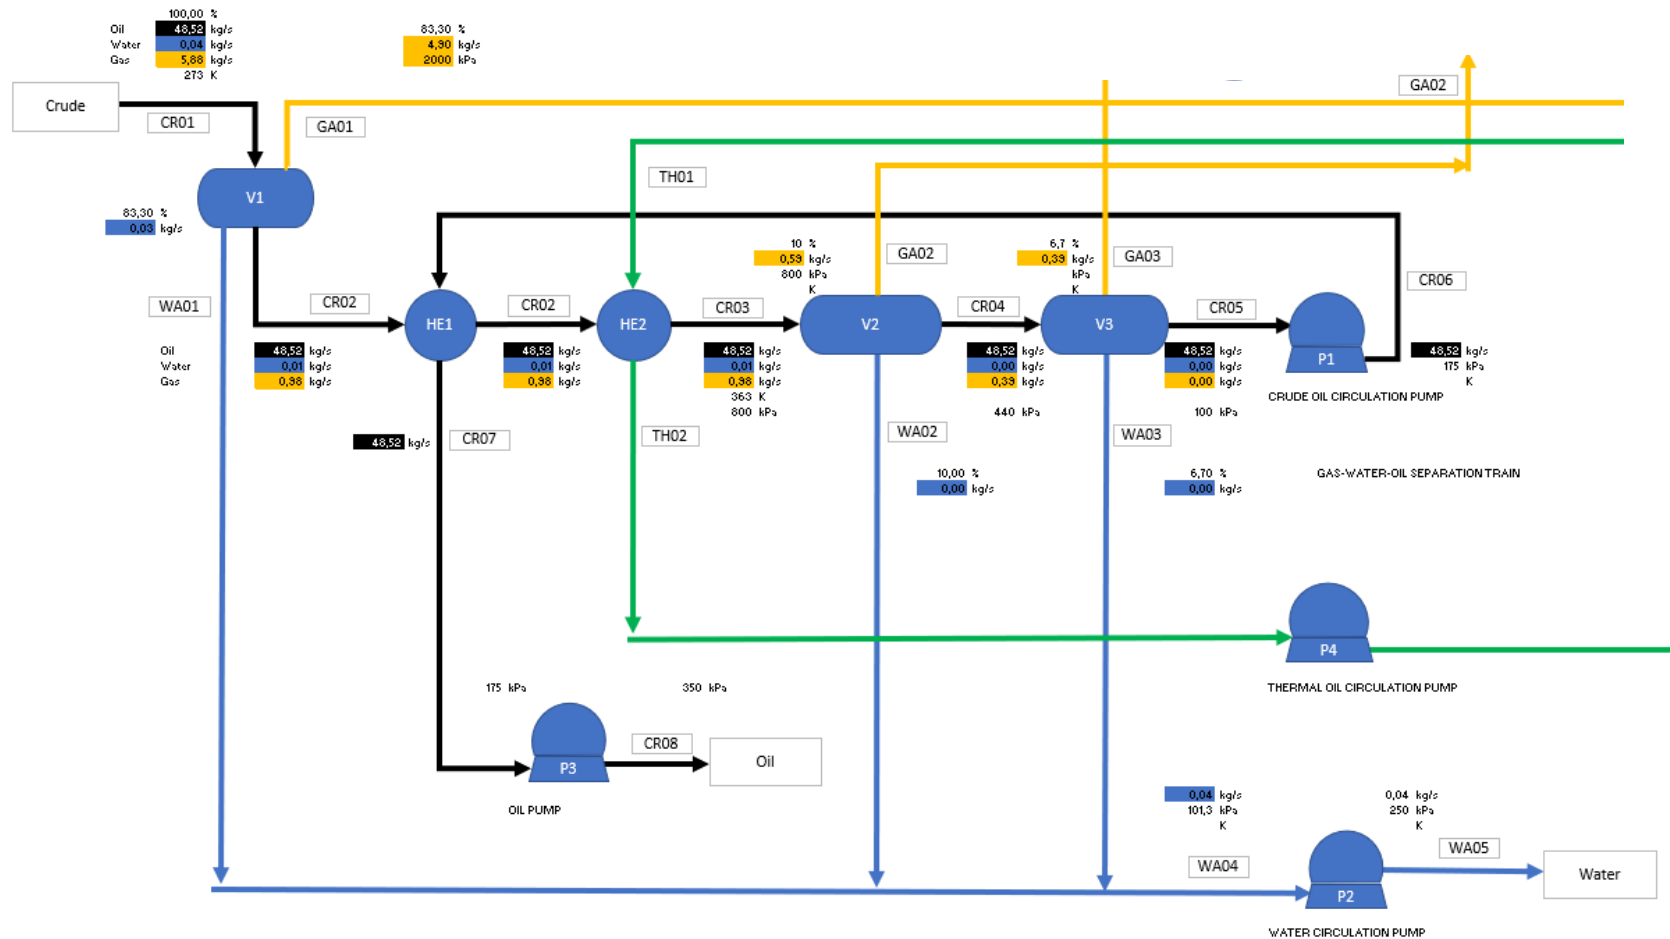 100,00 %
Oil 48,52 kg/s
Water 0,04 kg/s
Gas 5,88 kg/s
273 K
83,30 %
4,90 kg/s
2000 kPa
Crude
CR01
GA01
GA02
V1
TH01
83,30 %
0,03 kg/s
10 %
0,59 kg/s
800 kPa
K
GA02
6,7 %
0,39 kg/s
kPa
K
GA03
CR06
WA01
CR02
HE1
CR02
HE2
CR03
V2
CR04
V3
CR05
P1
Oil 48,52 kg/s
Water 0,01 kg/s
Gas 0,98 kg/s
48,52 kg/s
0,01 kg/s
0,98 kg/s
48,52 kg/s
0,01 kg/s
0,98 kg/s
363 K
800 kPa
48,52 kg/s
0,00 kg/s
0,39 kg/s
440 kPa
48,52 kg/s
0,00 kg/s
0,00 kg/s
100 kPa
48,52 kg/s
175 kPa
K
CRUDE OIL CIRCULATION PUMP
48,52 kg/s
CR07
TH02
WA02
WA03
10,00 %
0,00 kg/s
6,70 %
0,00 kg/s
GAS-WATER-OIL SEPARATION TRAIN
P4
THERMAL OIL CIRCULATION PUMP
175 kPa
350 kPa
P3
CR08
Oil
OIL PUMP
0,04 kg/s
101,3 kPa
K
0,04 kg/s
250 kPa
K
WA04
P2
WA05
Water
WATER CIRCULATION PUMP